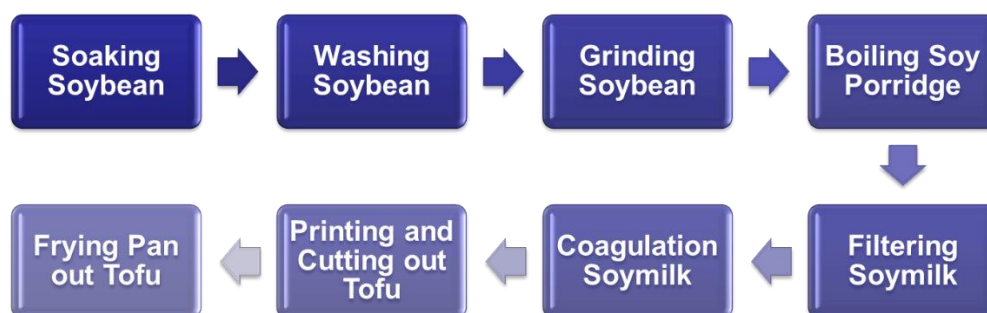 Soaking
Soybean
Washing
Soybean
Grinding
Soybean
Boiling Soy
Porridge
Filtering
Soymilk
Coagulation
Soymilk
Printing and
Cutting out
Tofu
Frying Pan
out Tofu